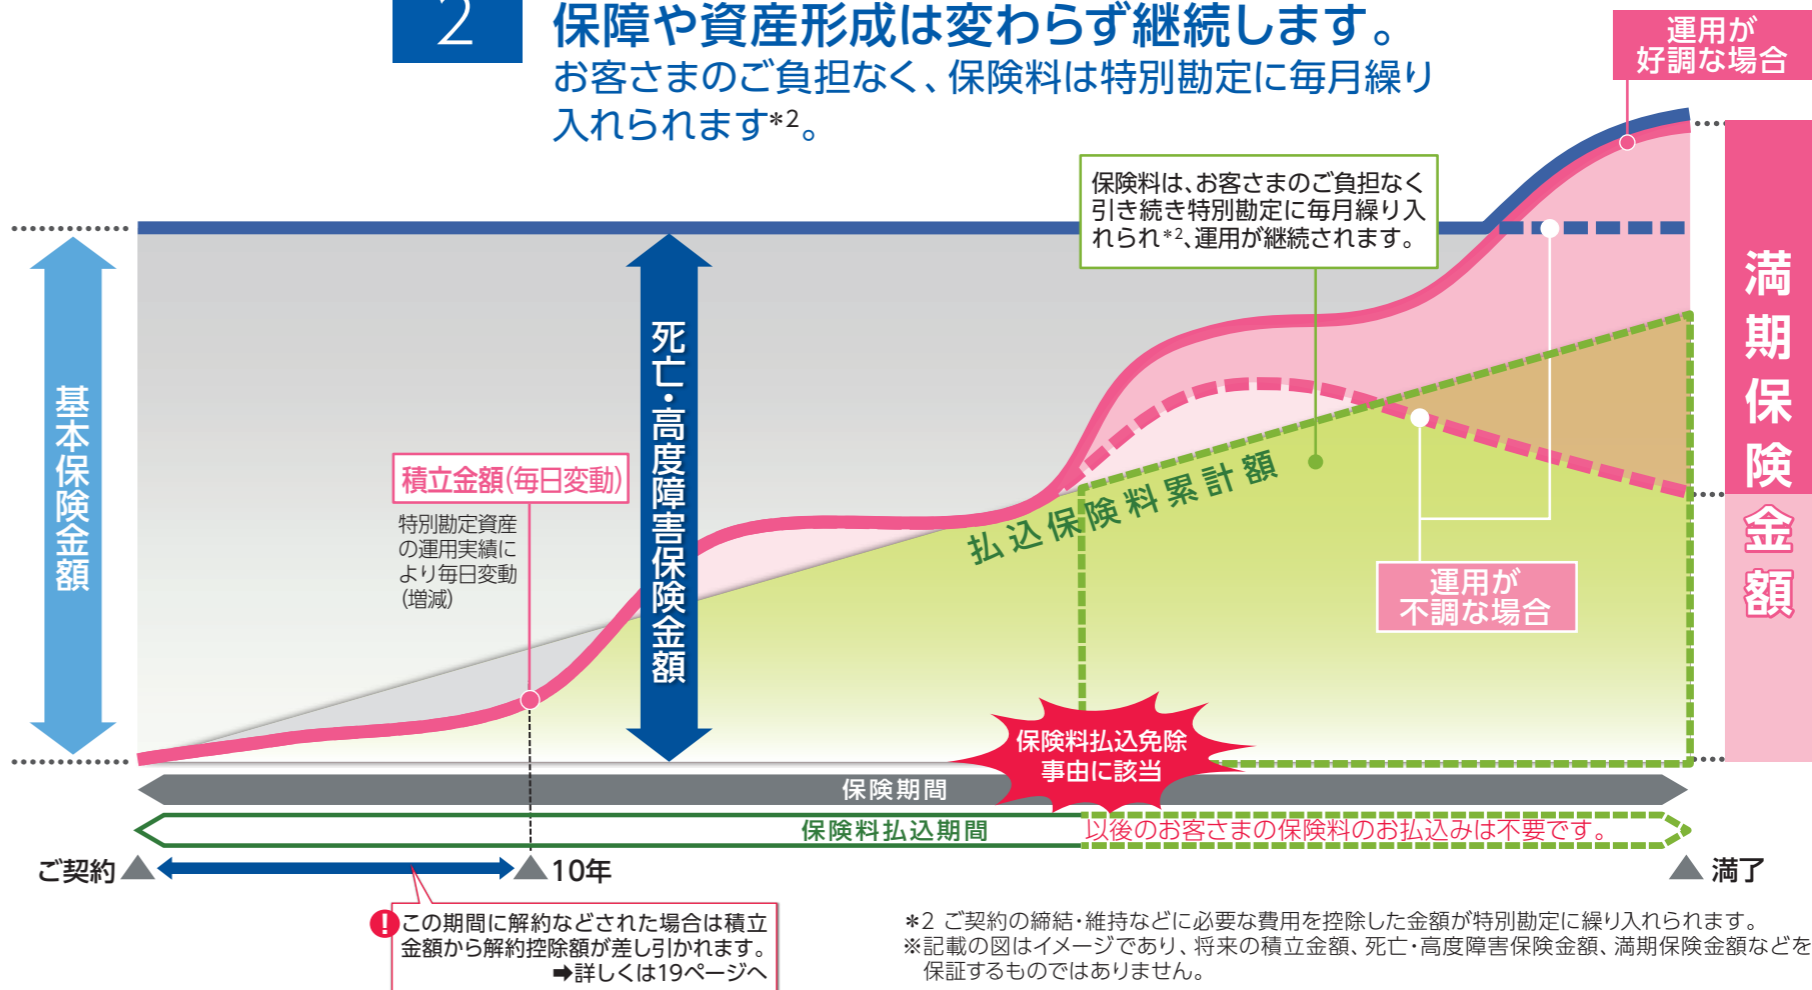 2
保障や資産形成は変わらず継続します。
お客さまのご負担なく、保険料は特別勘定に毎月繰り
入れられます*2。
運用が
好調な場合
保険料は、お客さまのご負担なく
引き続き特別勘定に毎月繰り入
れられ*2、運用が継続されます。
基本保険金額
死亡・高度障害保険金額
満期保険金額
積立金額(毎日変動)
特別勘定資産
の運用実績に
より毎日変動
(増減)
払込保険料累計額
運用が
不調な場合
保険料払込免除
事由に該当
保険期間
保険料払込期間
以後のお客さまの保険料のお払込みは不要です。
ご契約
10年
満了
!この期間に解約などされた場合は積立
金額から解約控除額が差し引かれます。
➡詳しくは19ページへ
*2 ご契約の締結・維持などに必要な費用を控除した金額が特別勘定に繰り入れられます。
※記載の図はイメージであり、将来の積立金額、死亡・高度障害保険金額、満期保険金額などを
保証するものではありません。